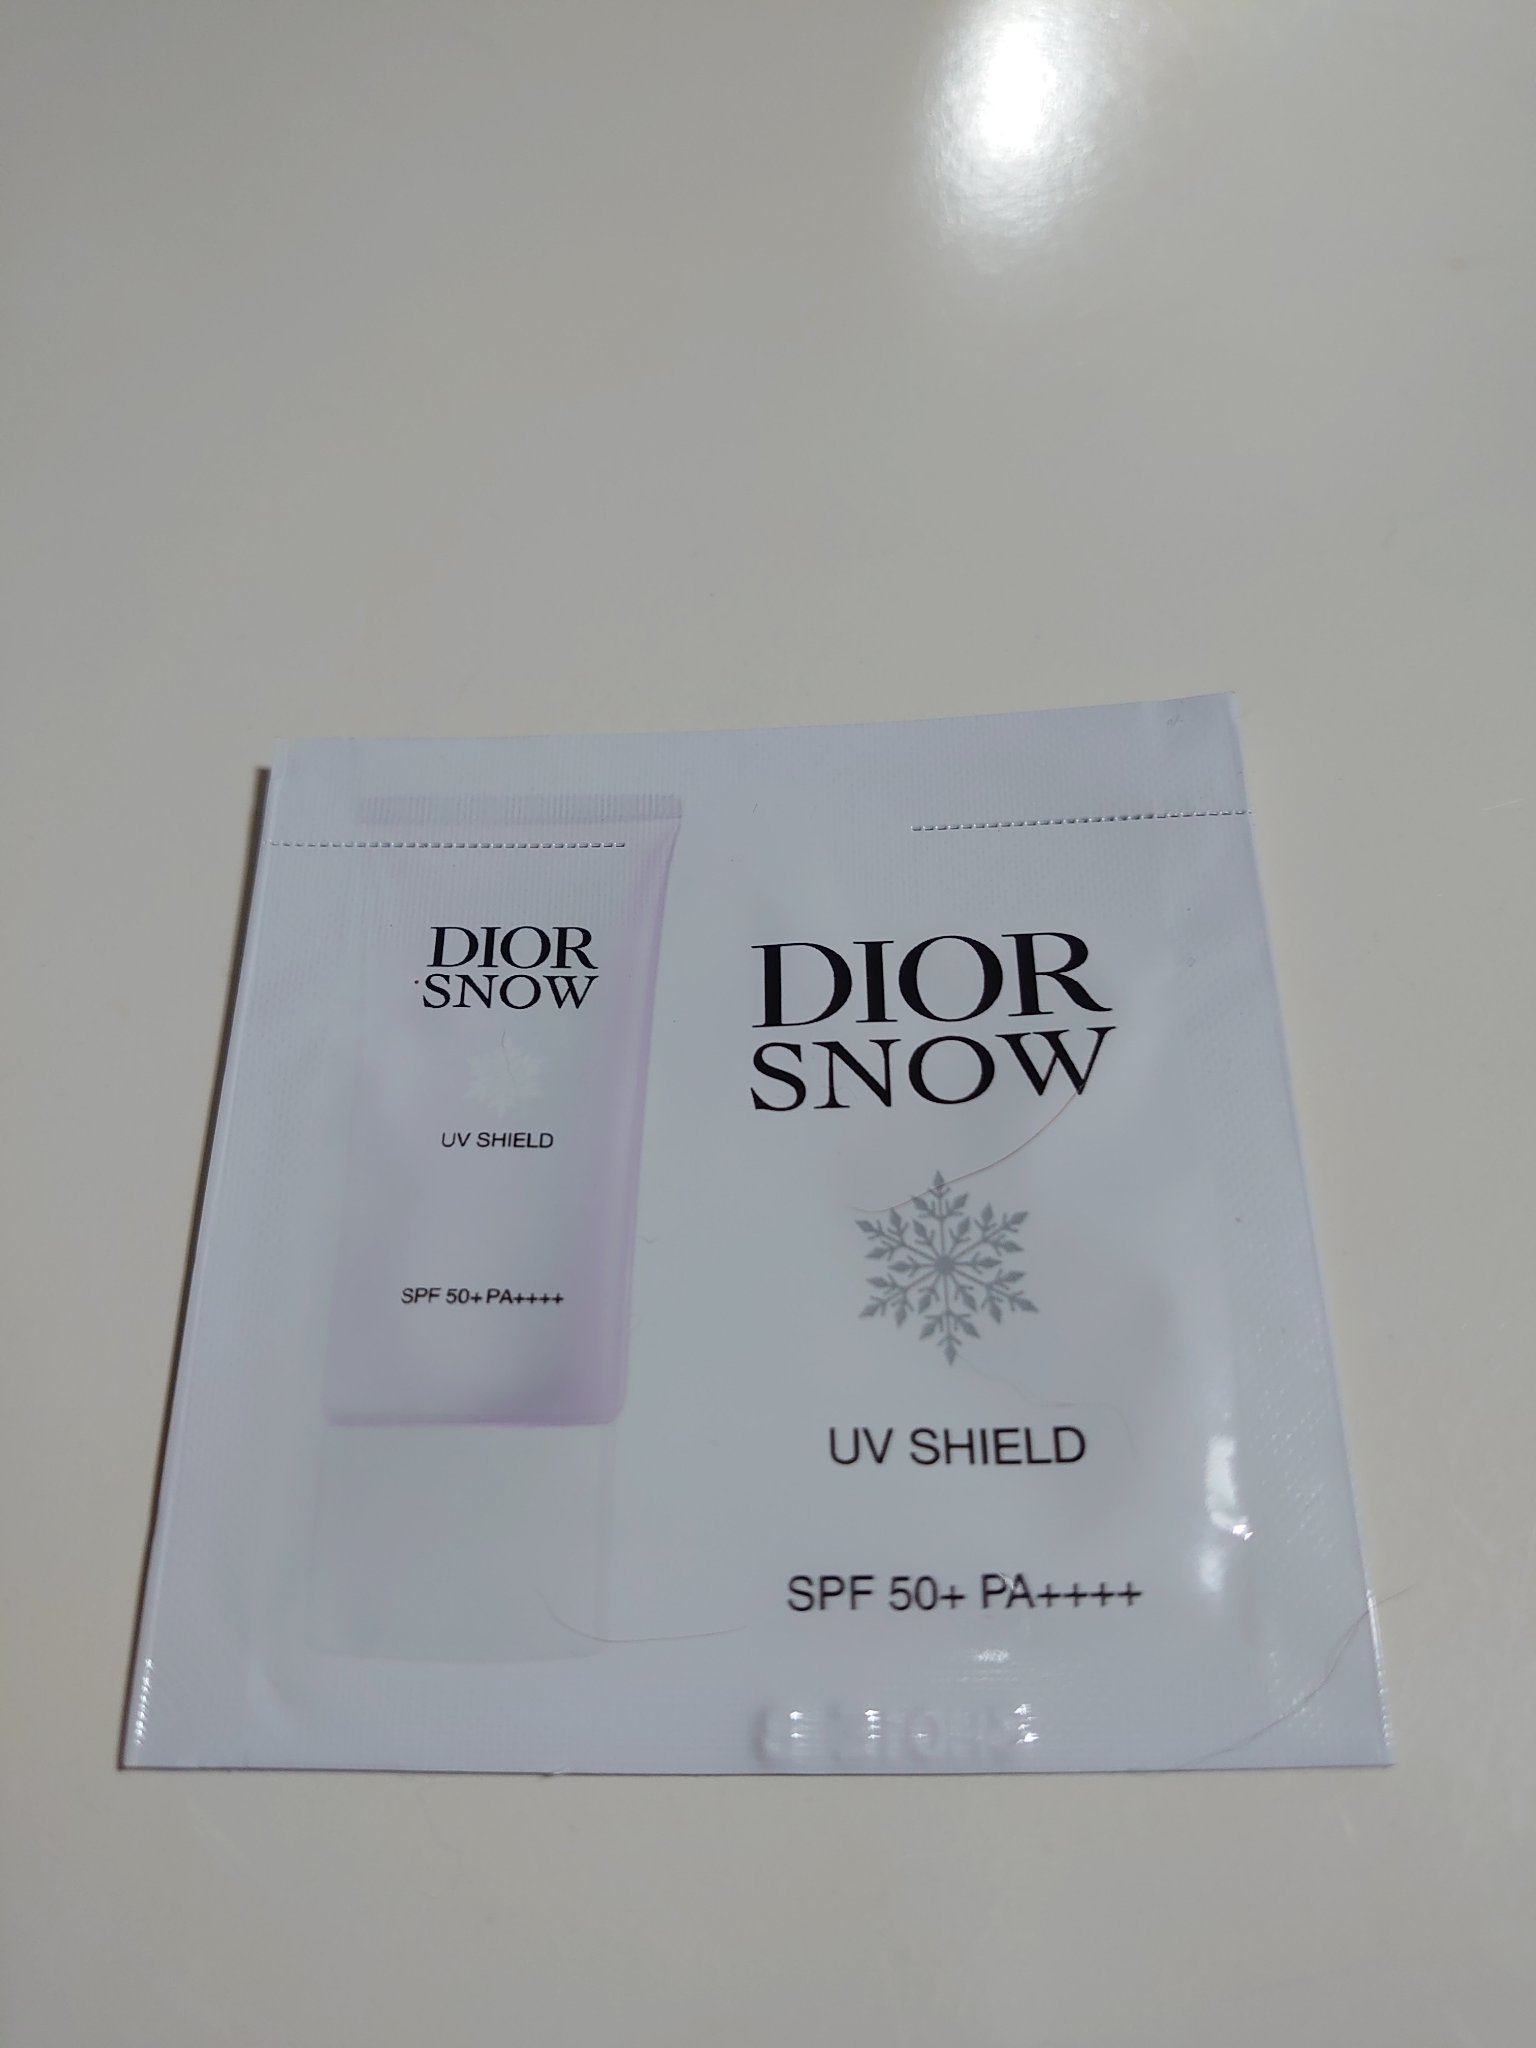 DIOR
SNOW
UV SHIELD
SPF 50+ PA++++
DIOR
SNOW
UV SHIELD
SPF 50+ PA++++